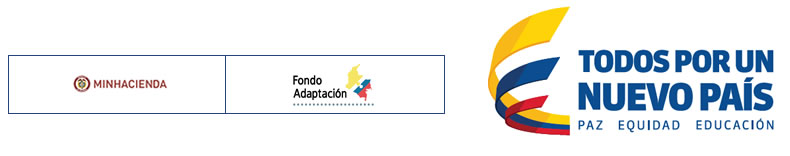 MINHACIENDA
Fondo
Adaptación
TODOS POR UN
NUEVO PAÍS
PAZ EQUIDAD EDUCACIÓN